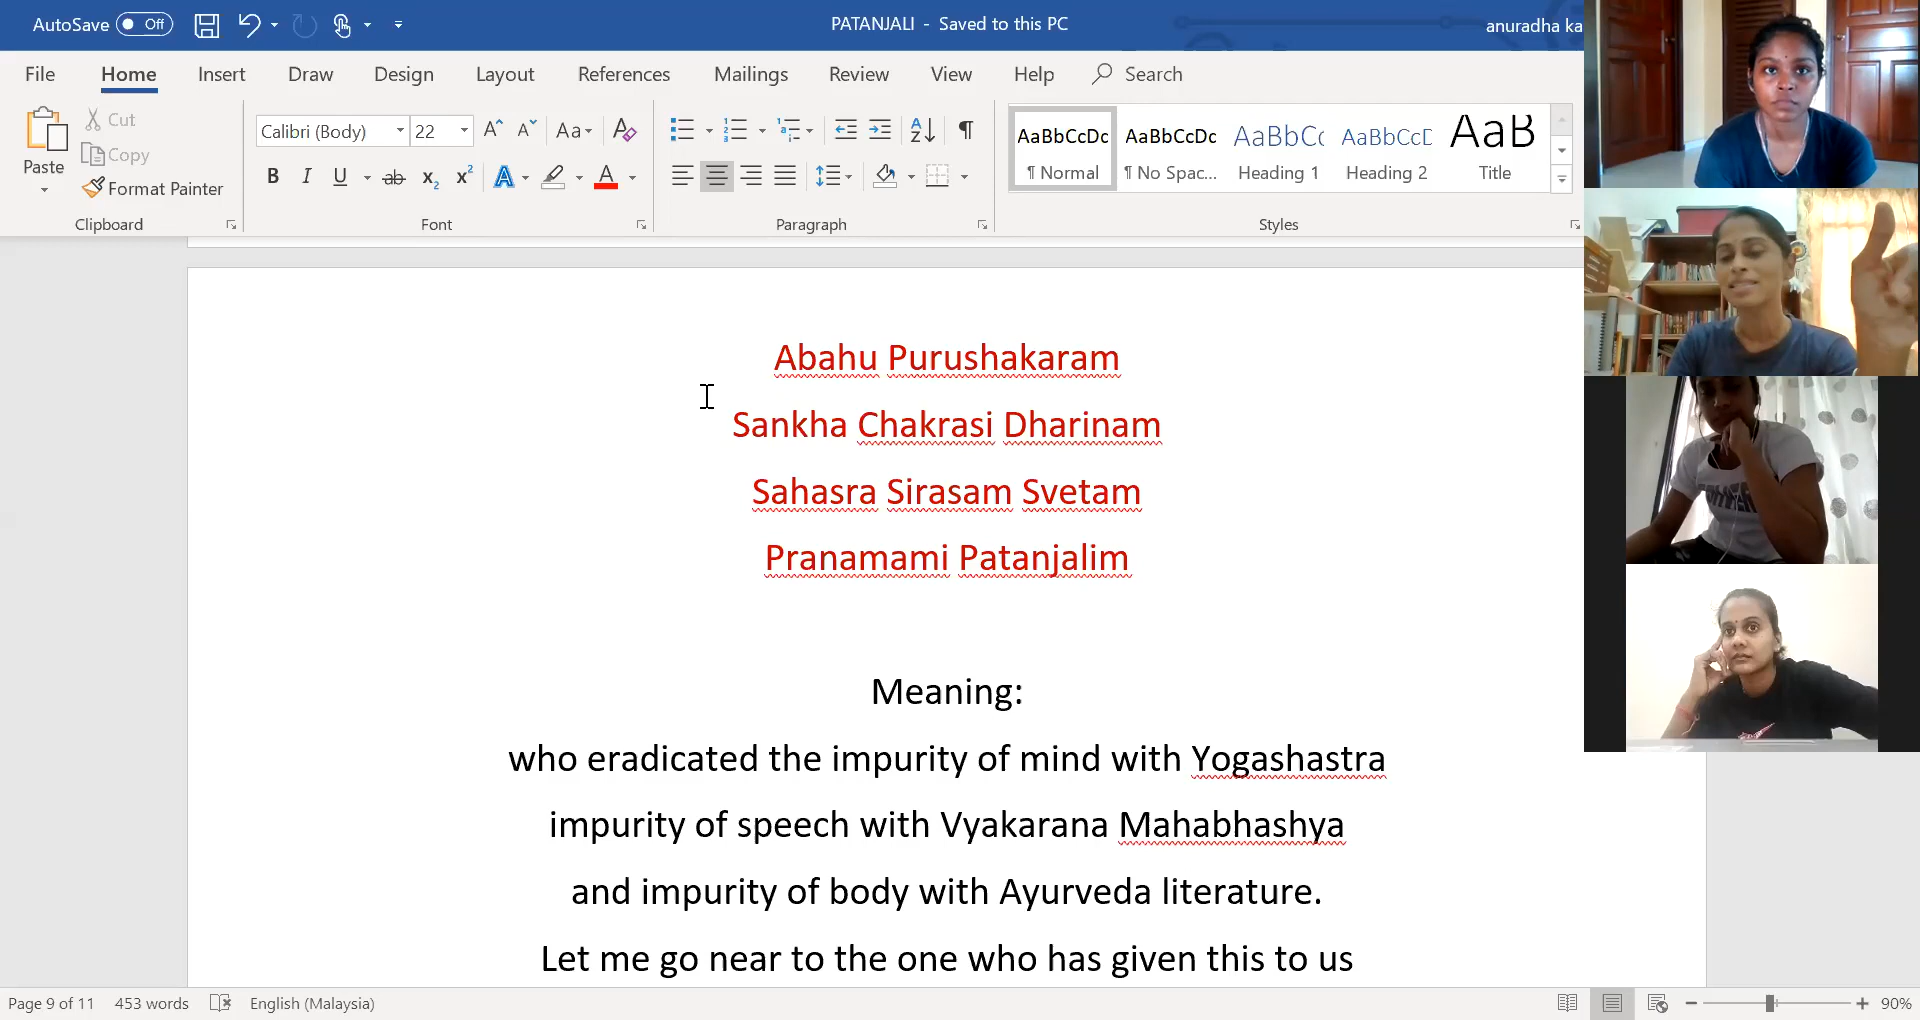 AutoSave Off PATANJALI - Saved to this PC anuradha ka
File Home Insert Draw Design Layout References Mailings Review View Help Search
Paste
Cut
Copy
Format Painter
Clipboard
Calibri (Body) 22
Font
Paragraph
AaBbCcDc AaBbCcDc AaBbC AaBbCcD AaB
¶ Normal ¶ No Spac... Heading 1 Heading 2 Title
Styles
Abahu Purushakaram
Sankha Chakrasi Dharinam
Sahasra Sirasam Svetam
Pranamami Patanjalim
Meaning:
who eradicated the impurity of mind with Yogashastra
impurity of speech with Vyakarana Mahabhashya
and impurity of body with Ayurveda literature.
Let me go near to the one who has given this to us
Page 9 of 11 453 words English (Malaysia) 90%